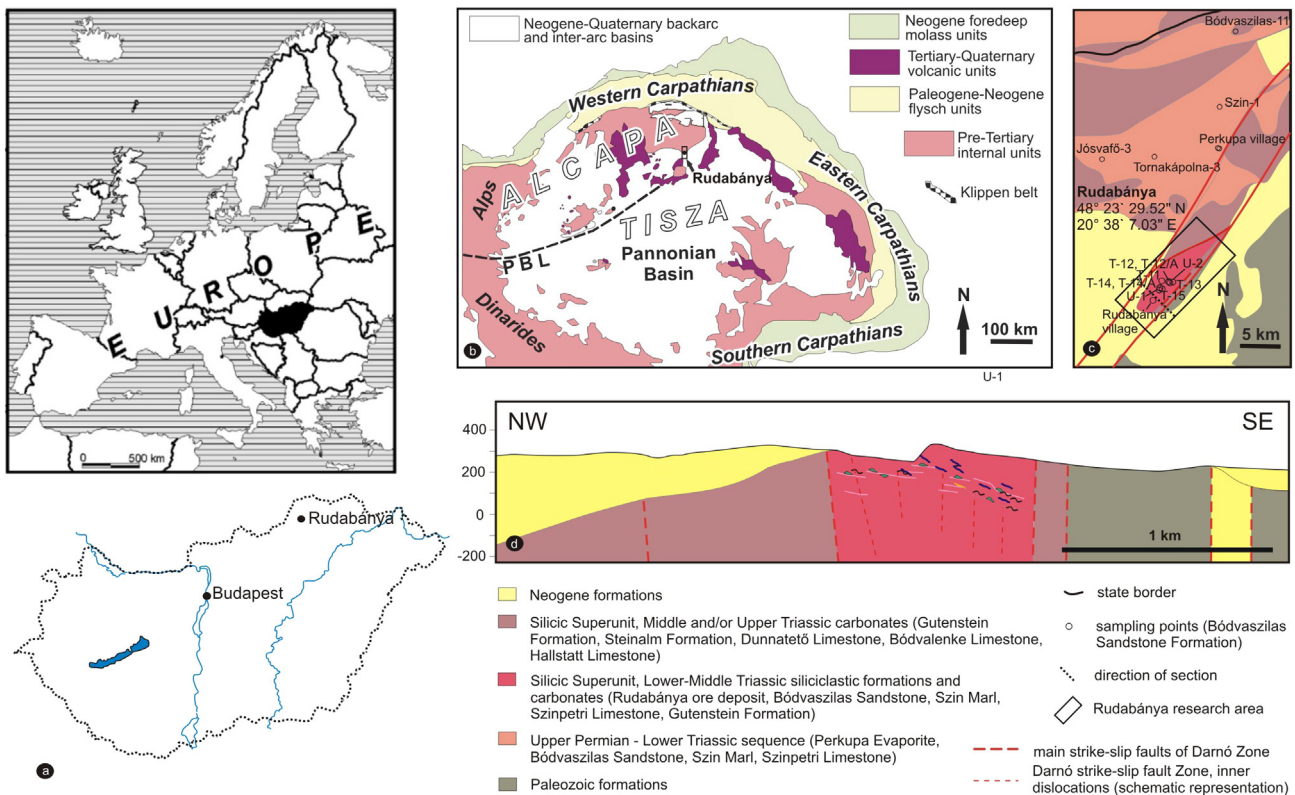 E U R O P E
0 500 km
Rudabánya
Budapest
a
Neogene-Quaternary backarc
and inter-arc basins
Neogene foredeep
molass units
Tertiary-Quaternary
volcanic units
Paleogene-Neogene
flysch units
Pre-Tertiary
internal units
Klippen belt
Western Carpathians
Eastern Carpathians
Southern Carpathians
ALCAPA
Alps
Rudabánya
TISZA
PBL
Pannonian
Basin
Dinarides
N
100 km
b
U-1
Bódvaszilas-11
Szin-1
Perkupa village
Jósvafő-3
Tornakápolna-3
Rudabánya
48° 23` 29.52" N
20° 38` 7.03" E
T-12, T-12/A U-2
T-11
T-14, T-14/A T-13
U-1 T-15
Rudabánya
village
N
5 km
c
NW
SE
400
200
0
-200
d
1 km
Neogene formations
Silicic Superunit, Middle and/or Upper Triassic carbonates (Gutenstein
Formation, Steinalm Formation, Dunnatető Limestone, Bódvalenke Limestone,
Hallstatt Limestone)
Silicic Superunit, Lower-Middle Triassic siliciclastic formations and
carbonates (Rudabánya ore deposit, Bódvaszilas Sandstone, Szin Marl,
Szinpetri Limestone, Gutenstein Formation)
Upper Permian - Lower Triassic sequence (Perkupa Evaporite,
Bódvaszilas Sandstone, Szin Marl, Szinpetri Limestone)
Paleozoic formations
state border
sampling points (Bódvaszilas
Sandstone Formation)
direction of section
Rudabánya research area
main strike-slip faults of Darnó Zone
Darnó strike-slip fault Zone, inner
dislocations (schematic representation)